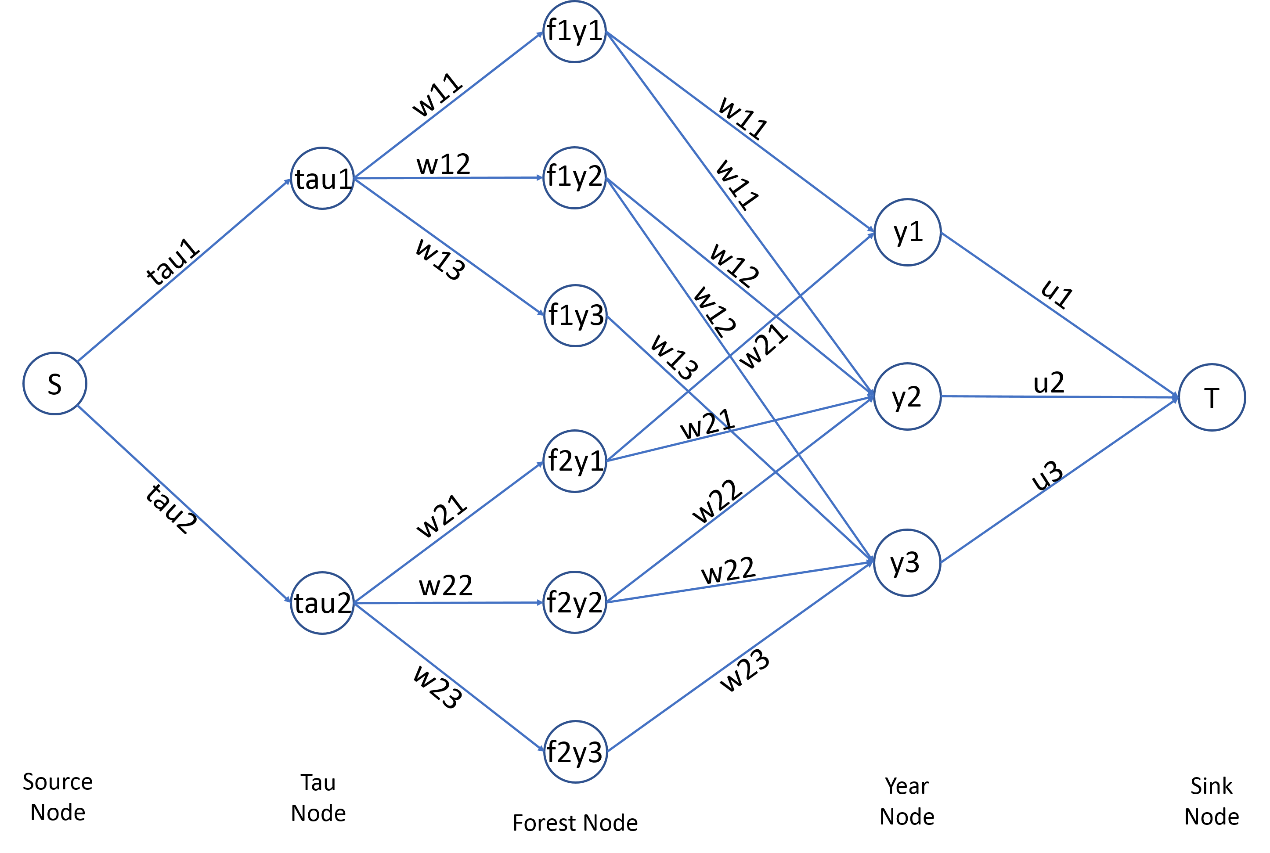 f1y1
w11
w11
w11
tau1
w12
f1y2
w13
w12
y1
tau1
w12
u1
f1y3
w13
w21
S
y2
u2
T
w21
f2y1
u3
tau2
w21
w22
y3
w22
tau2
w22
f2y2
w23
w23
f2y3
Source
Node
Tau
Node
Forest Node
Year
Node
Sink
Node